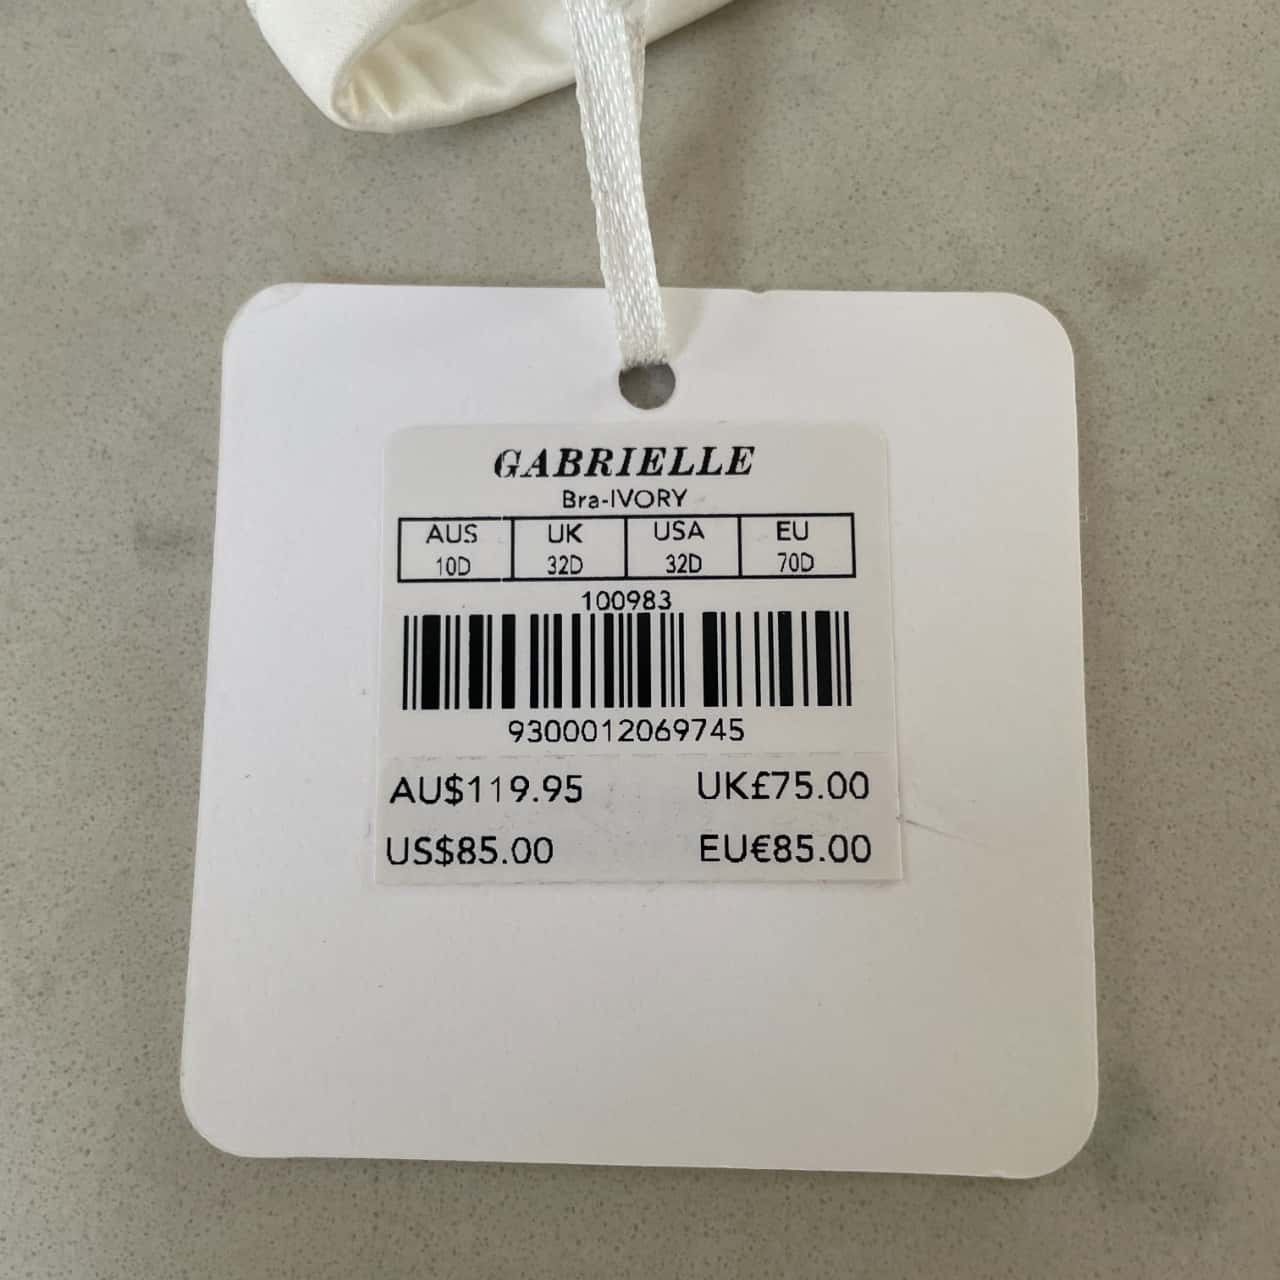 GABRIELLE
Bra-IVORY
AUS UK USA EU
10D 32D 32D 70D
100983
9300012069745
AU$119.95 UK£75.00
US$85.00 EU€85.00